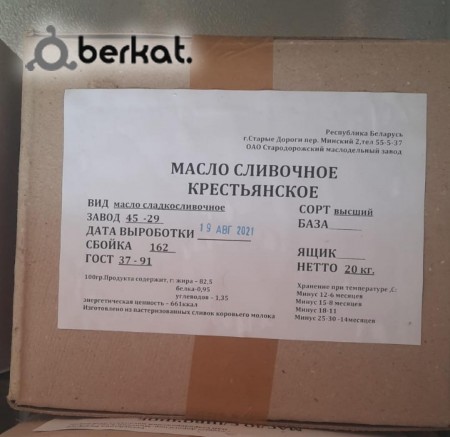 berkat.
Республика Беларусь
г.Старые Дороги пер. Минский 2,тел 55-5-37
ОАО Стародорожский маслодельный завод
МАСЛО СЛИВОЧНОЕ
КРЕСТЬЯНСКОЕ
ВИД масло сладкосливочное
ЗАВОД 45 -29
ДАТА ВЫРОБОТКИ 19 АВГ 2021
СБОЙКА 162
ГОСТ 37 - 91
СОРТ высший
БАЗА
ЯЩИК
НЕТТО 20 кг.
100гр.Продукта содержит, г: жира - 82,5
белка-0,95
углеводов - 1,35
энергетическая ценность - 661ккал
Изготовлено из пастеризованных сливок коровьего молока
Хранение при температуре ,С:
Минус 12-6 месяцев
Минус 15-8 месяцев
Минус 18-11
Минус 25-30 -14месяцев